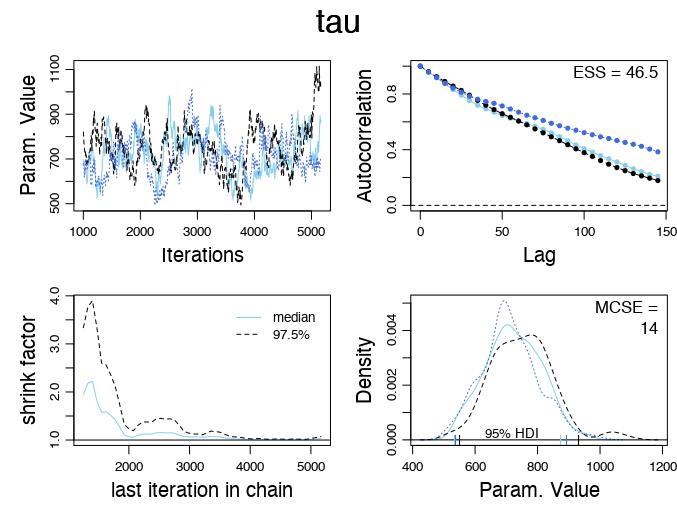 tau
Param. Value
500
700
900
1100
1000
2000
3000
4000
5000
Iterations
Autocorrelation
0.0
0.4
0.8
ESS = 46.5
0
50
100
150
Lag
shrink factor
1.0
2.0
3.0
4.0
median
97.5%
2000
3000
4000
5000
last iteration in chain
Density
0.000
0.002
0.004
MCSE =
14
95% HDI
400
600
800
1000
1200
Param. Value